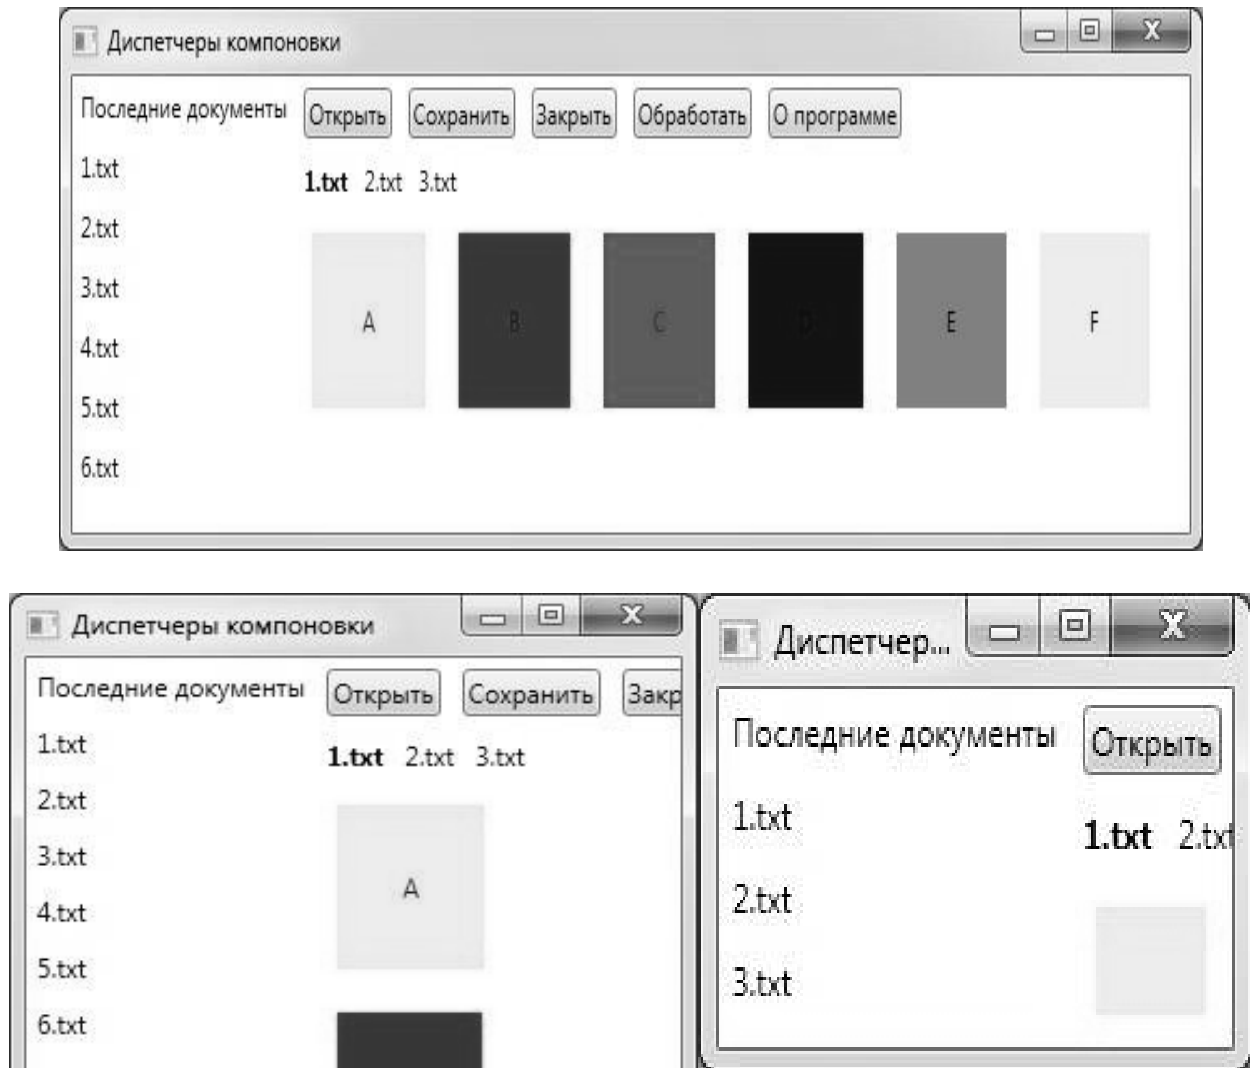 Диспетчеры компоновки
X
Последние документы Открыть Сохранить Закрыть Обработать О программе
1.txt
1.txt 2.txt 3.txt
2.txt
3.txt
A B C D E F
4.txt
5.txt
6.txt
Диспетчеры компоновки
X
Последние документы Открыть Сохранить Закр
1.txt
1.txt 2.txt 3.txt
2.txt
3.txt
A
4.txt
5.txt
6.txt
Диспетчер...
X
Последние документы Открыть
1.txt
1.txt 2.txt
2.txt
3.txt